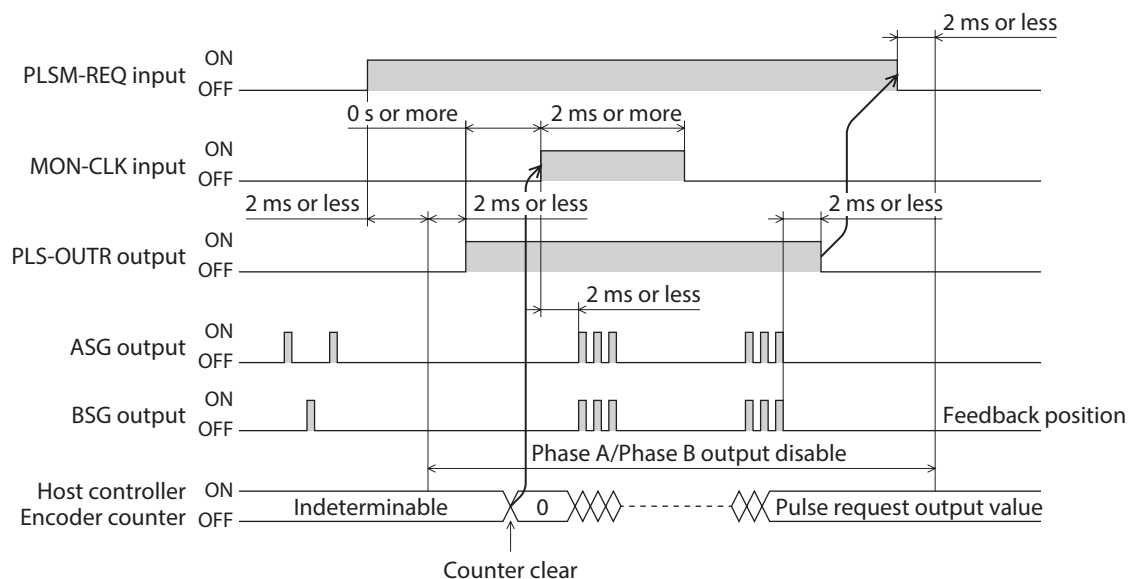 2 ms or less
PLSM-REQ input
ON
OFF
0 s or more
2 ms or more
MON-CLK input
ON
OFF
2 ms or less
2 ms or less
2 ms or less
PLS-OUTR output
ON
OFF
2 ms or less
ASG output
ON
OFF
BSG output
ON
OFF
Feedback position
Phase A/Phase B output disable
Host controller
Encoder counter
ON
OFF
Indeterminable
0
Pulse request output value
Counter clear